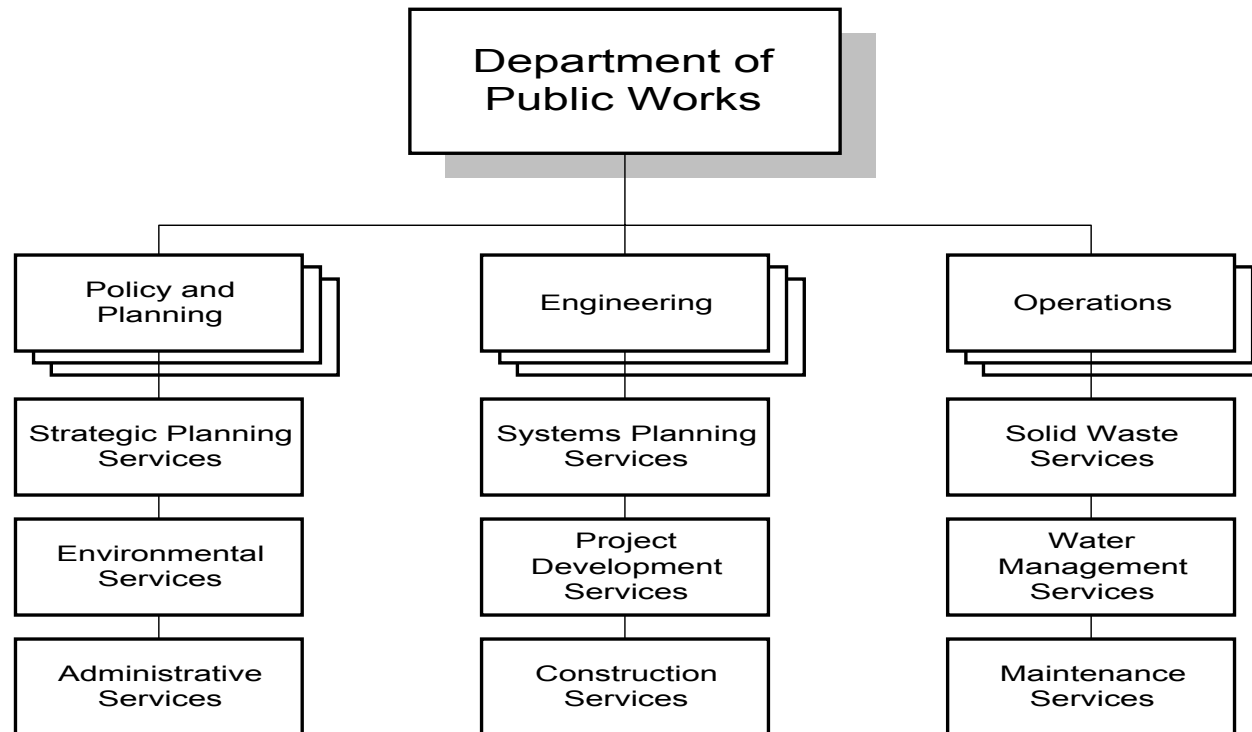 Department of
Public Works
Policy and
Planning
Engineering
Operations
Strategic Planning
Services
Systems Planning
Services
Solid Waste
Services
Environmental
Services
Project
Development
Services
Water
Management
Services
Administrative
Services
Construction
Services
Maintenance
Services